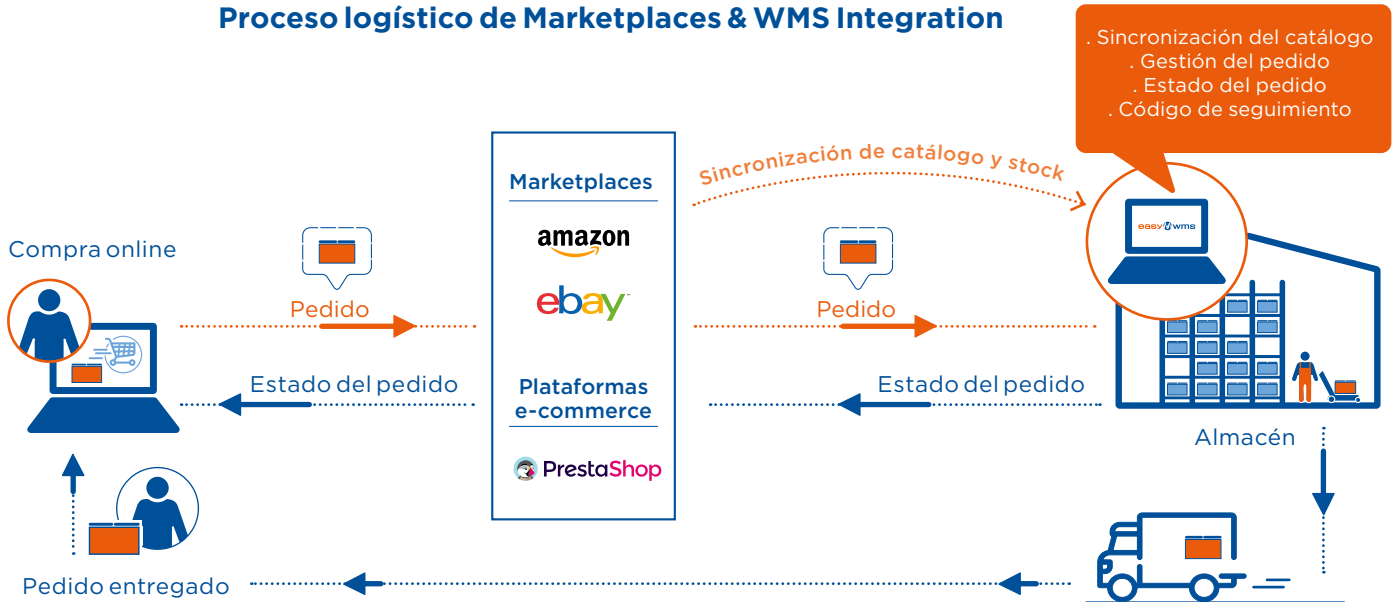 Proceso logístico de Marketplaces & WMS Integration
. Sincronización del catálogo
. Gestión del pedido
. Estado del pedido
. Código de seguimiento
Sincronización de catálogo y stock
Marketplaces
amazon
ebay
Plataformas
e-commerce
PrestaShop
easy wms
Compra online
Pedido
Pedido
Estado del pedido
Estado del pedido
Almacén
Pedido entregado